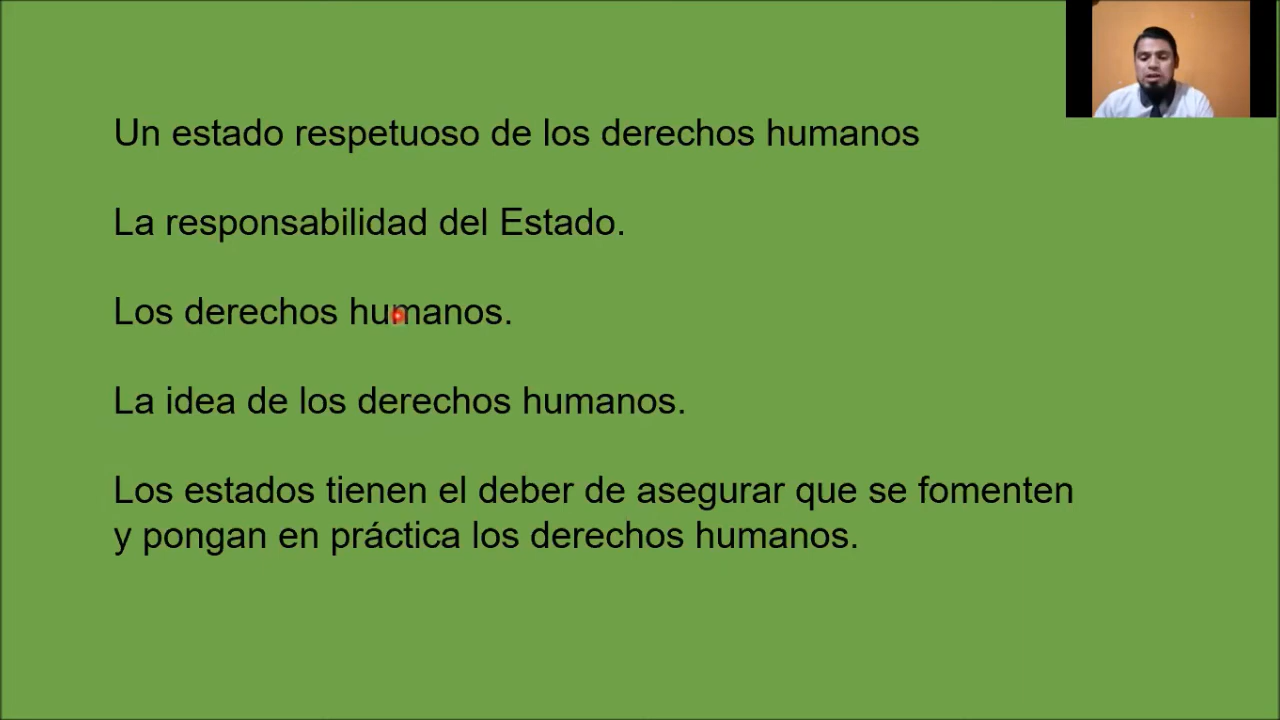 Un estado respetuoso de los derechos humanos
La responsabilidad del Estado.
Los derechos humanos.
La idea de los derechos humanos.
Los estados tienen el deber de asegurar que se fomenten
y pongan en práctica los derechos humanos.